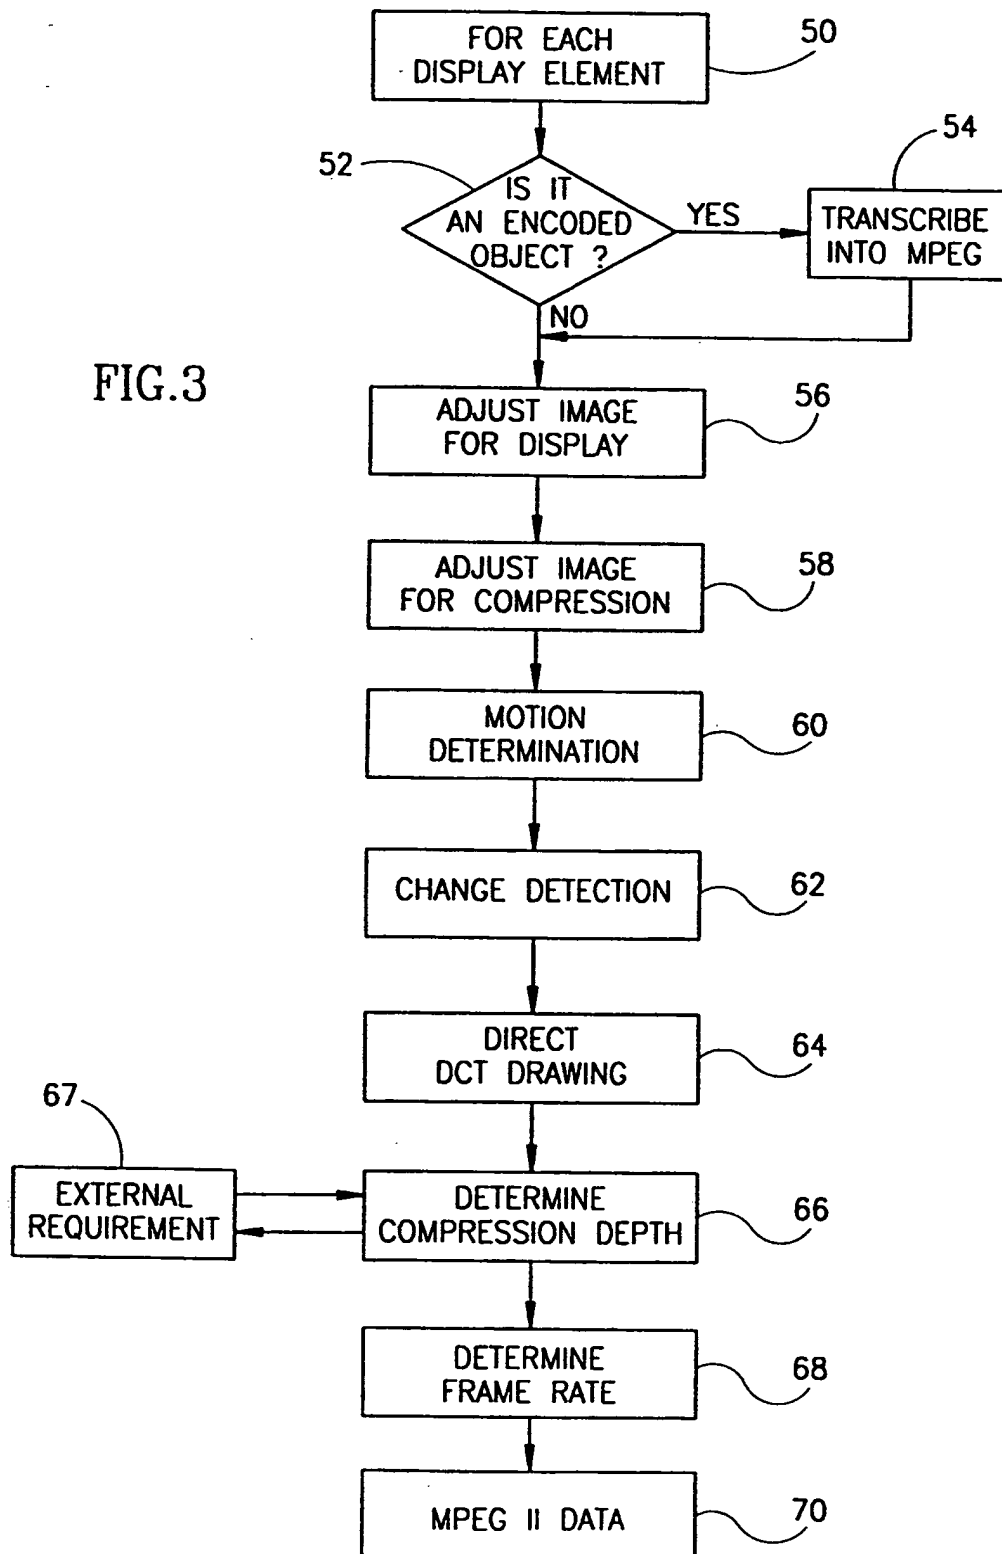 FOR EACH
DISPLAY ELEMENT
50
52
IS IT
AN ENCODED
OBJECT ?
YES
54
TRANSCRIBE
INTO MPEG
NO
FIG.3
ADJUST IMAGE
FOR DISPLAY
56
ADJUST IMAGE
FOR COMPRESSION
58
MOTION
DETERMINATION
60
CHANGE DETECTION
62
DIRECT
DCT DRAWING
64
67
EXTERNAL
REQUIREMENT
DETERMINE
COMPRESSION DEPTH
66
DETERMINE
FRAME RATE
68
MPEG II DATA
70